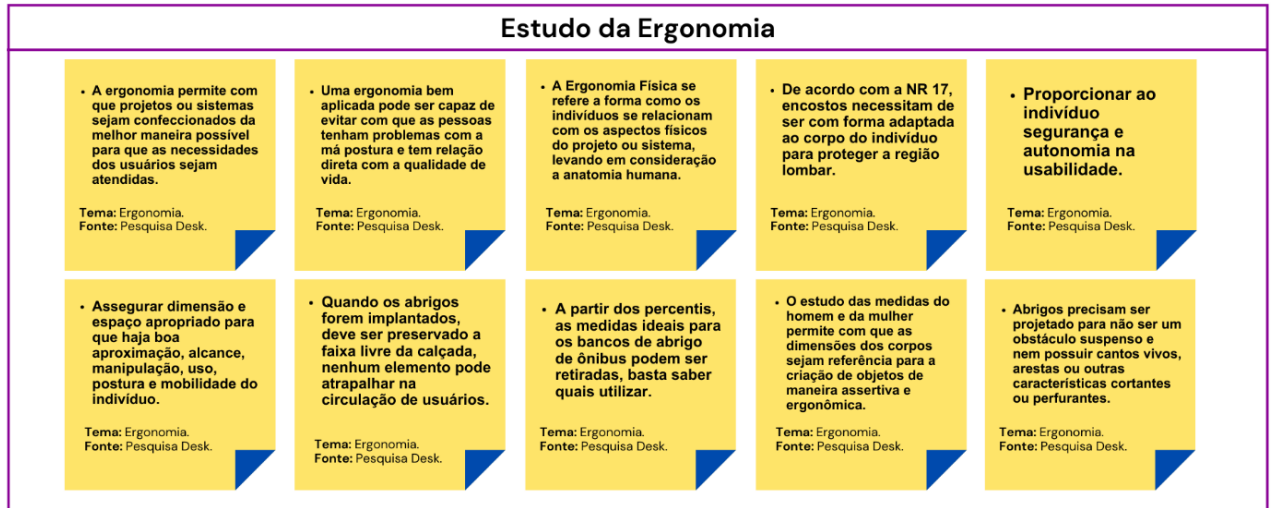 Estudo da Ergonomia
• A ergonomia permite com
que projetos ou sistemas
sejam confeccionados da
melhor maneira possível
para que as necessidades
dos usuários sejam
atendidas.
Tema: Ergonomia.
Fonte: Pesquisa Desk.
• Uma ergonomia bem
aplicada pode ser capaz de
evitar com que as pessoas
tenham problemas com a
má postura e tem relação
direta com a qualidade de
vida.
Tema: Ergonomia.
Fonte: Pesquisa Desk.
• A Ergonomia Física se
refere a forma como os
indivíduos se relacionam
com os aspectos físicos
do projeto ou sistema,
levando em consideração
a anatomia humana.
Tema: Ergonomia.
Fonte: Pesquisa Desk.
• De acordo com a NR 17,
encostos necessitam de
ser com forma adaptada
ao corpo do indivíduo
para proteger a região
lombar.
Tema: Ergonomia.
Fonte: Pesquisa Desk.
• Proporcionar ao
indivíduo
segurança e
autonomia na
usabilidade.
Tema: Ergonomia.
Fonte: Pesquisa Desk.
• Assegurar dimensão e
espaço apropriado para
que haja boa
aproximação, alcance,
manipulação, uso,
postura e mobilidade do
indivíduo.
Tema: Ergonomia.
Fonte: Pesquisa Desk.
• Quando os abrigos
forem implantados,
deve ser preservado a
faixa livre da calçada,
nenhum elemento pode
atrapalhar na
circulação de usuários.
Tema: Ergonomia.
Fonte: Pesquisa Desk.
• A partir dos percentis,
as medidas ideais para
os bancos de abrigo
de ônibus podem ser
retiradas, basta saber
quais utilizar.
Tema: Ergonomia.
Fonte: Pesquisa Desk.
• O estudo das medidas do
homem e da mulher
permite com que as
dimensões dos corpos
sejam referência para a
criação de objetos de
maneira assertiva e
ergonômica.
Tema: Ergonomia.
Fonte: Pesquisa Desk.
• Abrigos precisam ser
projetado para não ser um
obstáculo suspenso e
nem possuir cantos vivos,
arestas ou outras
características cortantes
ou perfurantes.
Tema: Ergonomia.
Fonte: Pesquisa Desk.